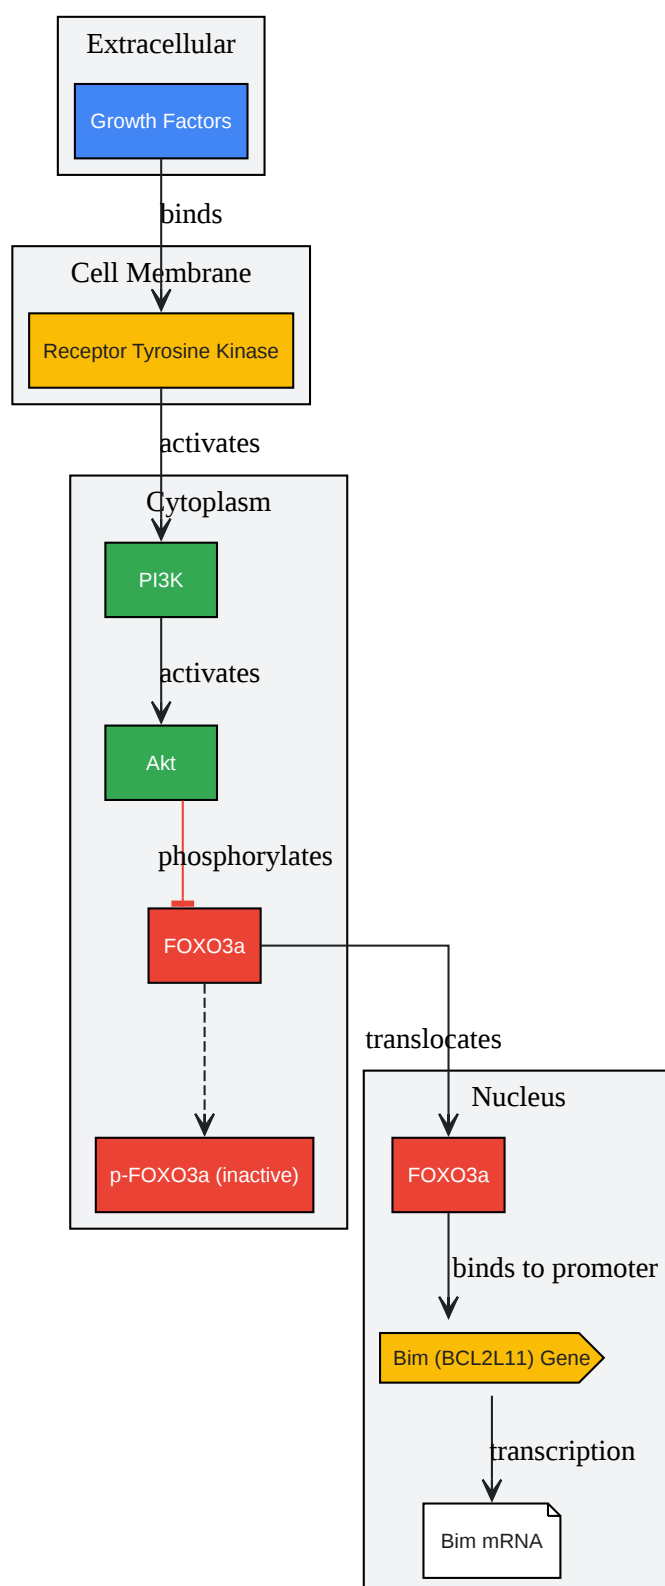 Extracellular
Growth Factors
binds
Cell Membrane
Receptor Tyrosine Kinase
activates
Cytoplasm
PI3K
activates
Akt
phosphorylates
FOXO3a
translocates
Nucleus
p-FOXO3a (inactive)
FOXO3a
binds to promoter
Bim (BCL2L11) Gene
transcription
Bim mRNA